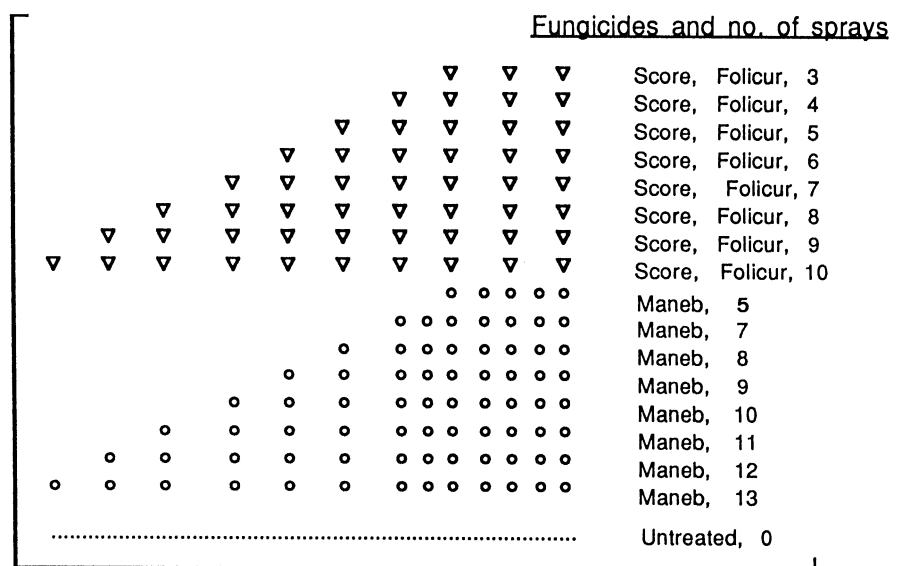 Fungicides and no. of sprays
Score, Folicur, 3
Score, Folicur, 4
Score, Folicur, 5
Score, Folicur, 6
Score, Folicur, 7
Score, Folicur, 8
Score, Folicur, 9
Score, Folicur, 10
Maneb, 5
Maneb, 7
Maneb, 8
Maneb, 9
Maneb, 10
Maneb, 11
Maneb, 12
Maneb, 13
Untreated, 0